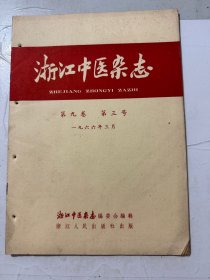 浙江中医杂志
ZHEJIANG ZHONGYI ZAZHI
第九卷 第三号
一九六六年三月
浙江中医杂志编委会编辑
浙江人民出版社出版